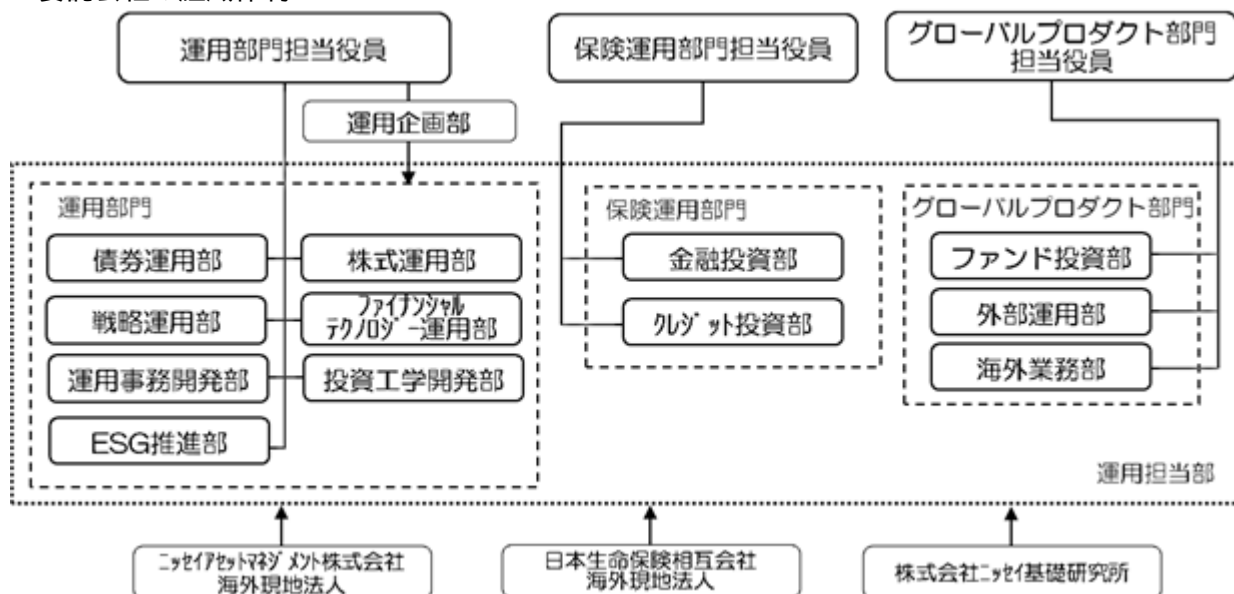 運用部門担当役員
保険運用部門担当役員
グローバルプロダクト部門
担当役員
運用企画部
運用部門
債券運用部
株式運用部
戦略運用部
ファイナンシャル
テクノロジー運用部
運用事務開発部
投資工学開発部
ESG推進部
保険運用部門
金融投資部
クレジット投資部
グローバルプロダクト部門
ファンド投資部
外部運用部
海外業務部
運用担当部
ニッセイアセットマネジメント株式会社
海外現地法人
日本生命保険相互会社
海外現地法人
株式会社ニッセイ基礎研究所